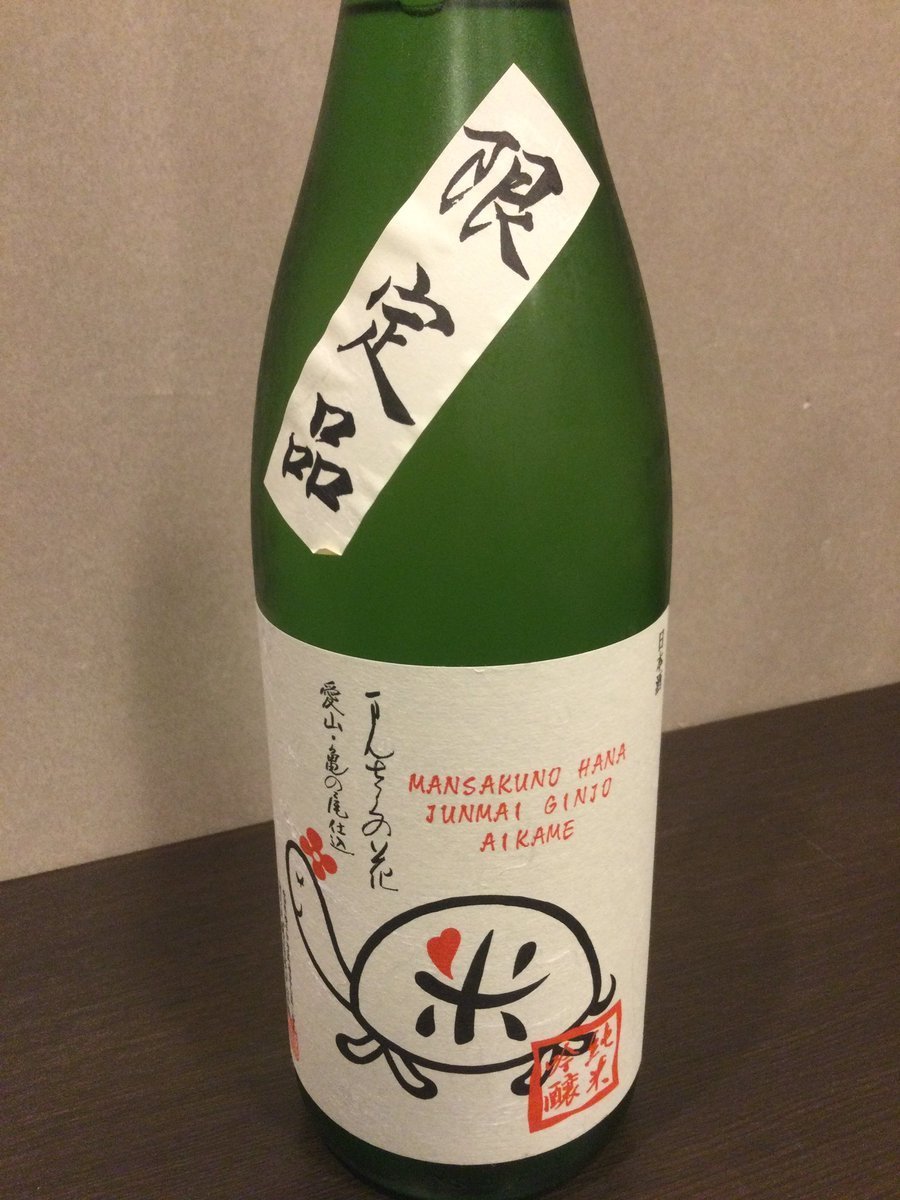 限定品
日本酒
まんさくの花
愛山・亀の尾仕込
MANSAKUNO HANA
JUNMAI GINJO
AIKAME
米
純米
吟醸